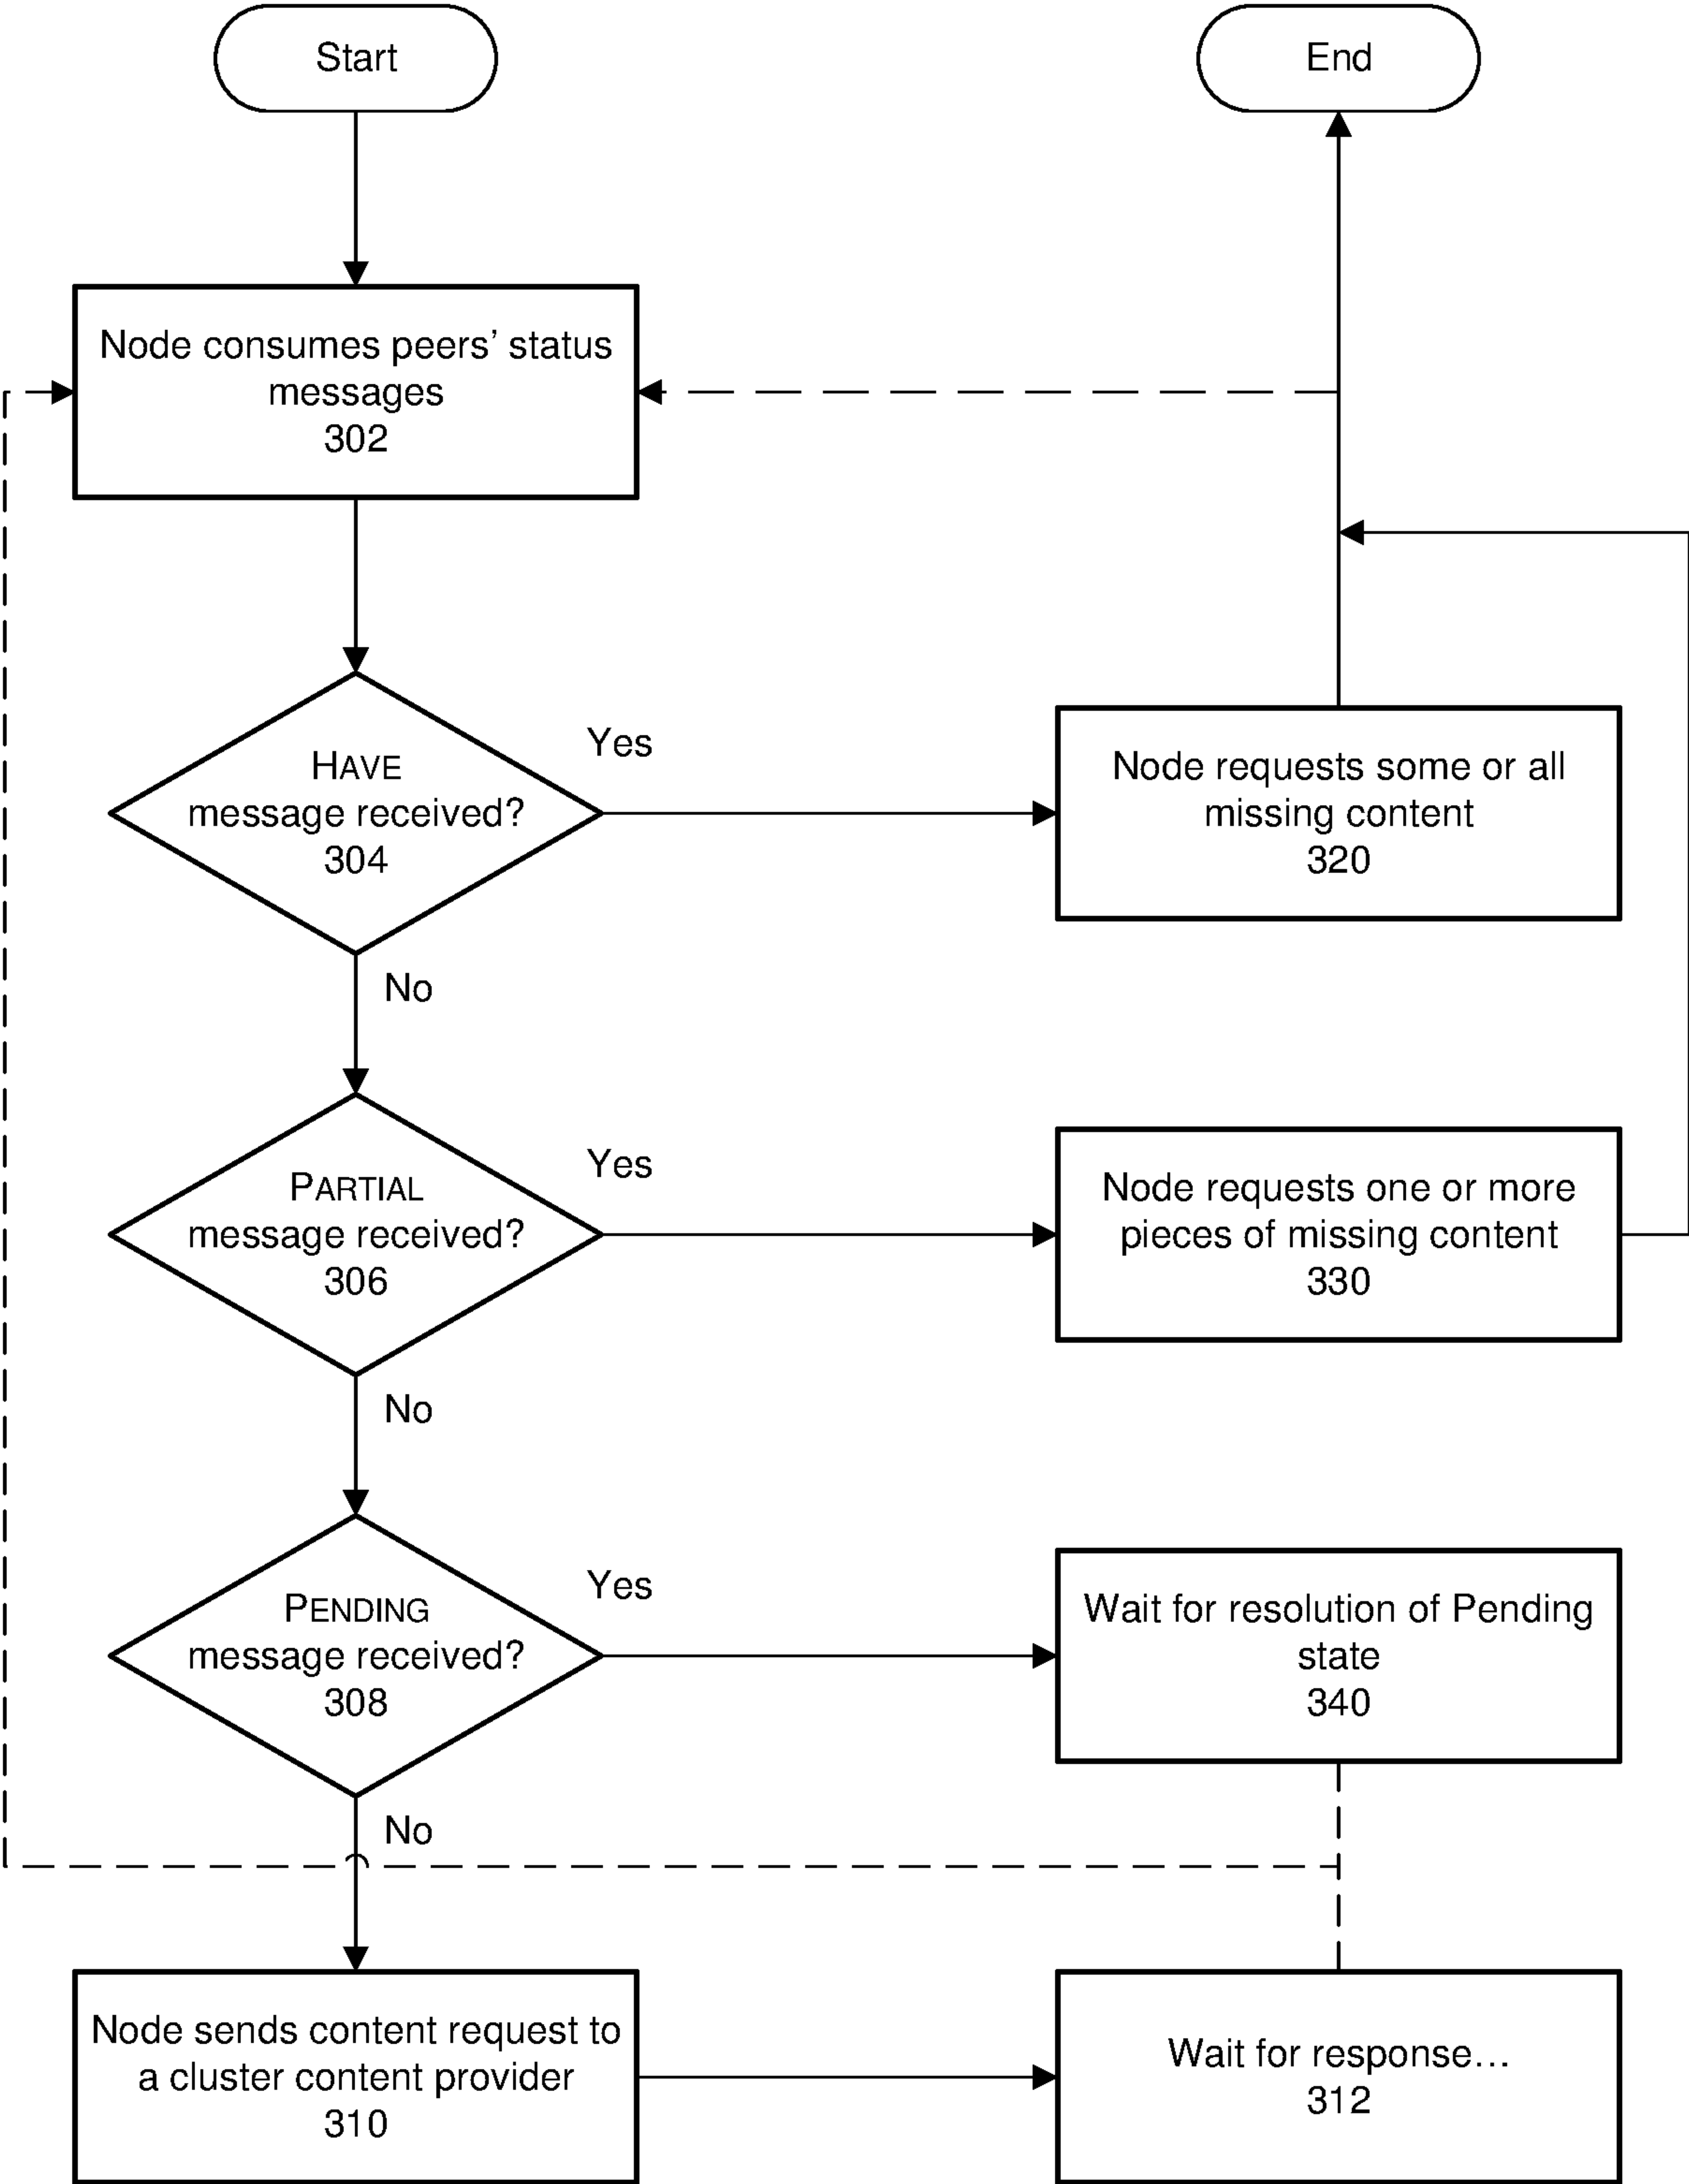 Start
End
Node consumes peers’ status
messages
302
HAVE
message received?
304
Yes
Node requests some or all
missing content
320
No
PARTIAL
message received?
306
Yes
Node requests one or more
pieces of missing content
330
No
PENDING
message received?
308
Yes
Wait for resolution of Pending
state
340
No
Node sends content request to
a cluster content provider
310
Wait for response…
312